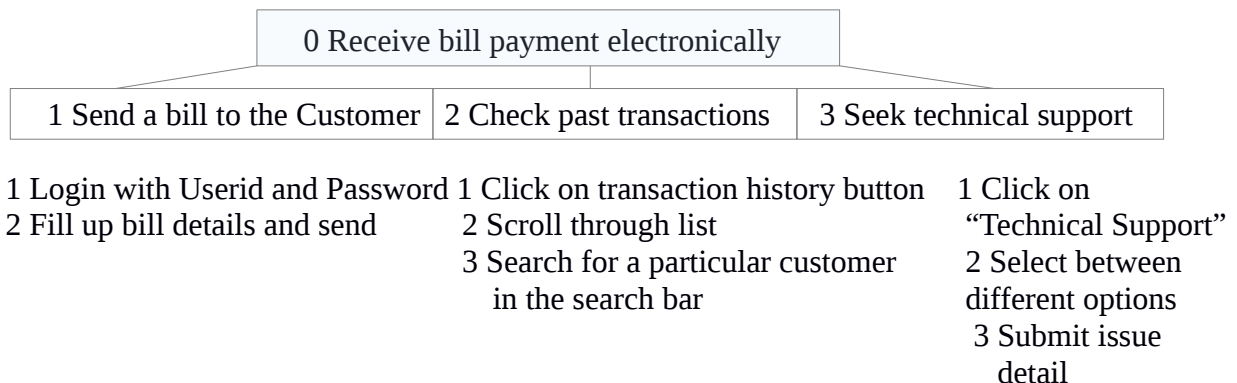 0 Receive bill payment electronically
1 Send a bill to the Customer
2 Check past transactions
3 Seek technical support
1 Login with Userid and Password
2 Fill up bill details and send
1 Click on transaction history button
2 Scroll through list
3 Search for a particular customer
in the search bar
1 Click on
“Technical Support”
2 Select between
different options
3 Submit issue
detail